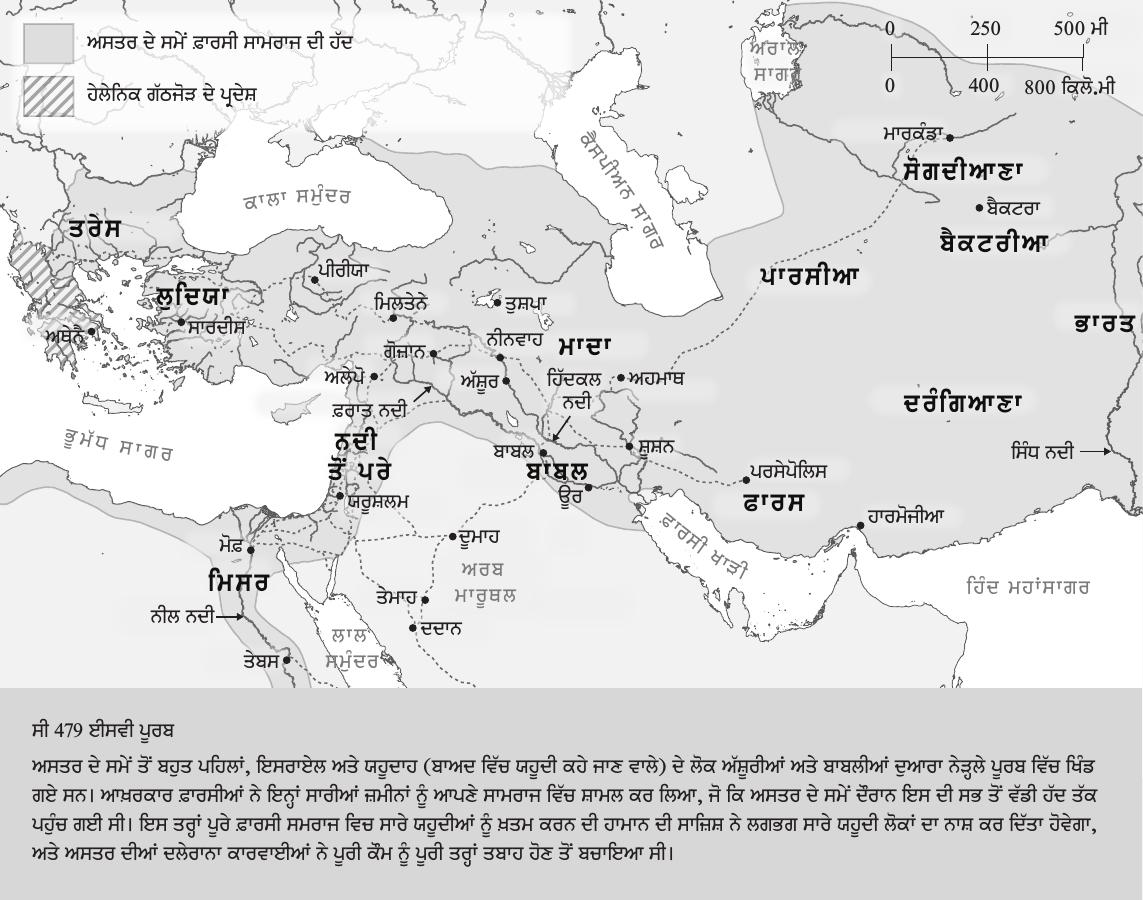 ਅਸਤਰ ਦੇ ਸਮੇਂ ਫ਼ਾਰਸੀ ਸਾਮਰਾਜ ਦੀ ਹੱਦ
ਹੇਲੇਨਿਕ ਗੱਠਜੋੜ ਦੇ ਪ੍ਰਦੇਸ਼
0 250 500 ਮੀ
0 400 800 ਕਿਲੋ.ਮੀ
ਅਰਾਲ
ਸਾਗਰ
ਮਾਰਕੰਡਾ
ਸੋਗਦੀਆਣਾ
ਬੈਕਟਰਾ
ਬੈਕਟਰੀਆ
ਕੈਸਪੀਅਨ ਸਾਗਰ
ਕਾਲਾ ਸਮੁੰਦਰ
ਤਰੇਸ
ਪਾਰਸੀਆ
ਪੀਰੀਯਾ
ਲੁਦਿਯਾ
ਮਿਲਤੇਨੇ
ਤੁਸ਼ਪਾ
ਭਾਰਤ
ਸਾਰਦੀਸ
ਅਥੇਨੈ
ਨੀਨਵਾਹ
ਮਾਦਾ
ਗੋਜ਼ਾਨ
ਅਲੇਪੋ
ਅੱਸ਼ੂਰ
ਹਿੱਦਕਲ
ਨਦੀ
ਅਹਮਾਥ
ਫ਼ਰਾਤ ਨਦੀ
ਦਰੰਗਿਆਣਾ
ਭੂਮੱਧ ਸਾਗਰ
ਨਦੀ
ਤੋਂ ਪਰੇ
ਬਾਬਲ
ਬਾਬਲ
ਸ਼ੂਸ਼ਨ
ਸਿੰਧ ਨਦੀ
ਪਰਸੇਪੋਲਿਸ
ਯਰੂਸ਼ਲਮ
ਊਰ
ਫਾਰਸ
ਹਾਰਮੋਜੀਆ
ਫ਼ਾਰਸੀ ਖਾੜੀ
ਮੋਫ਼
ਦੂਮਾਹ
ਅਰਬ
ਮਾਰੂਥਲ
ਮਿਸਰ
ਹਿੰਦ ਮਹਾਂਸਾਗਰ
ਤੇਮਾਹ
ਨੀਲ ਨਦੀ
ਦਦਾਨ
ਲਾਲ
ਸਮੁੰਦਰ
ਤੇਬਸ
ਸੀ 479 ਈਸਵੀ ਪੂਰਬ
ਅਸਤਰ ਦੇ ਸਮੇਂ ਤੋਂ ਬਹੁਤ ਪਹਿਲਾਂ, ਇਸਰਾਏਲ ਅਤੇ ਯਹੂਦਾਹ (ਬਾਅਦ ਵਿੱਚ ਯਹੂਦੀ ਕਹੇ ਜਾਣ ਵਾਲੇ) ਦੇ ਲੋਕ ਅੱਸ਼ੂਰੀਆਂ ਅਤੇ ਬਾਬਲੀਆਂ ਦੁਆਰਾ ਨੇੜ੍ਹਲੇ ਪੂਰਬ ਵਿੱਚ ਖਿੰਡ
ਗਏ ਸਨ। ਆਖ਼ਰਕਾਰ ਫ਼ਾਰਸੀਆਂ ਨੇ ਇਨ੍ਹਾਂ ਸਾਰੀਆਂ ਜ਼ਮੀਨਾਂ ਨੂੰ ਆਪਣੇ ਸਾਮਰਾਜ ਵਿੱਚ ਸ਼ਾਮਲ ਕਰ ਲਿਆ, ਜੋ ਕਿ ਅਸਤਰ ਦੇ ਸਮੇਂ ਦੌਰਾਨ ਇਸ ਦੀ ਸਭ ਤੋਂ ਵੱਡੀ ਹੱਦ ਤੱਕ
ਪਹੁੰਚ ਗਈ ਸੀ। ਇਸ ਤਰ੍ਹਾਂ ਪੂਰੇ ਫ਼ਾਰਸੀ ਸਮਰਾਜ ਵਿਚ ਸਾਰੇ ਯਹੂਦੀਆਂ ਨੂੰ ਖ਼ਤਮ ਕਰਨ ਦੀ ਹਾਮਾਨ ਦੀ ਸਾਜ਼ਿਸ਼ ਨੇ ਲਗਭਗ ਸਾਰੇ ਯਹੂਦੀ ਲੋਕਾਂ ਦਾ ਨਾਸ਼ ਕਰ ਦਿੱਤਾ ਹੋਵੇਗਾ,
ਅਤੇ ਅਸਤਰ ਦੀਆਂ ਦਲੇਰਾਨਾ ਕਾਰਵਾਈਆਂ ਨੇ ਪੂਰੀ ਕੌਮ ਨੂੰ ਪੂਰੀ ਤਰ੍ਹਾਂ ਤਬਾਹ ਹੋਣ ਤੋਂ ਬਚਾਇਆ ਸੀ।